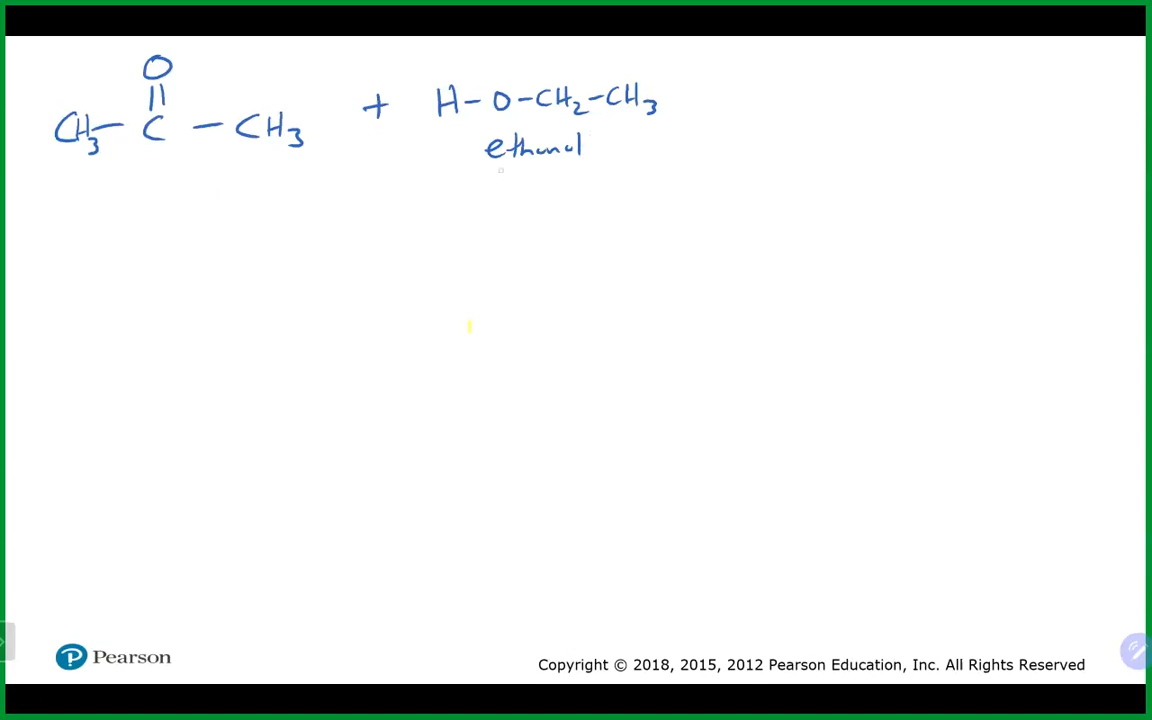 O
||
CH₃ – C – CH₃ + H – O – CH₂ – CH₃
ethanol
Pearson
Copyright © 2018, 2015, 2012 Pearson Education, Inc. All Rights Reserved